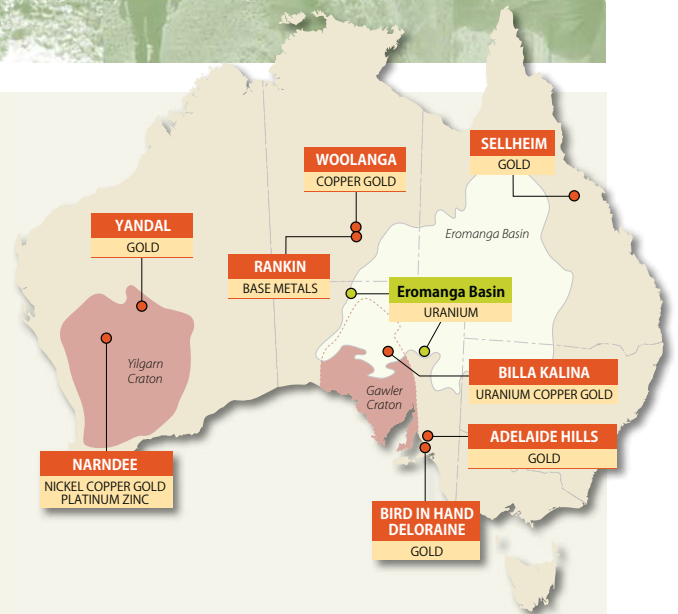 SELLHEIM
GOLD
WOOLANGA
COPPER GOLD
YANDAL
GOLD
Eromanga Basin
RANKIN
BASE METALS
Eromanga Basin
URANIUM
Yilgarn
Craton
BILLA KALINA
URANIUM COPPER GOLD
Gawler
Craton
ADELAIDE HILLS
GOLD
NARNDEE
NICKEL COPPER GOLD
PLATINUM ZINC
BIRD IN HAND
DELORAINE
GOLD